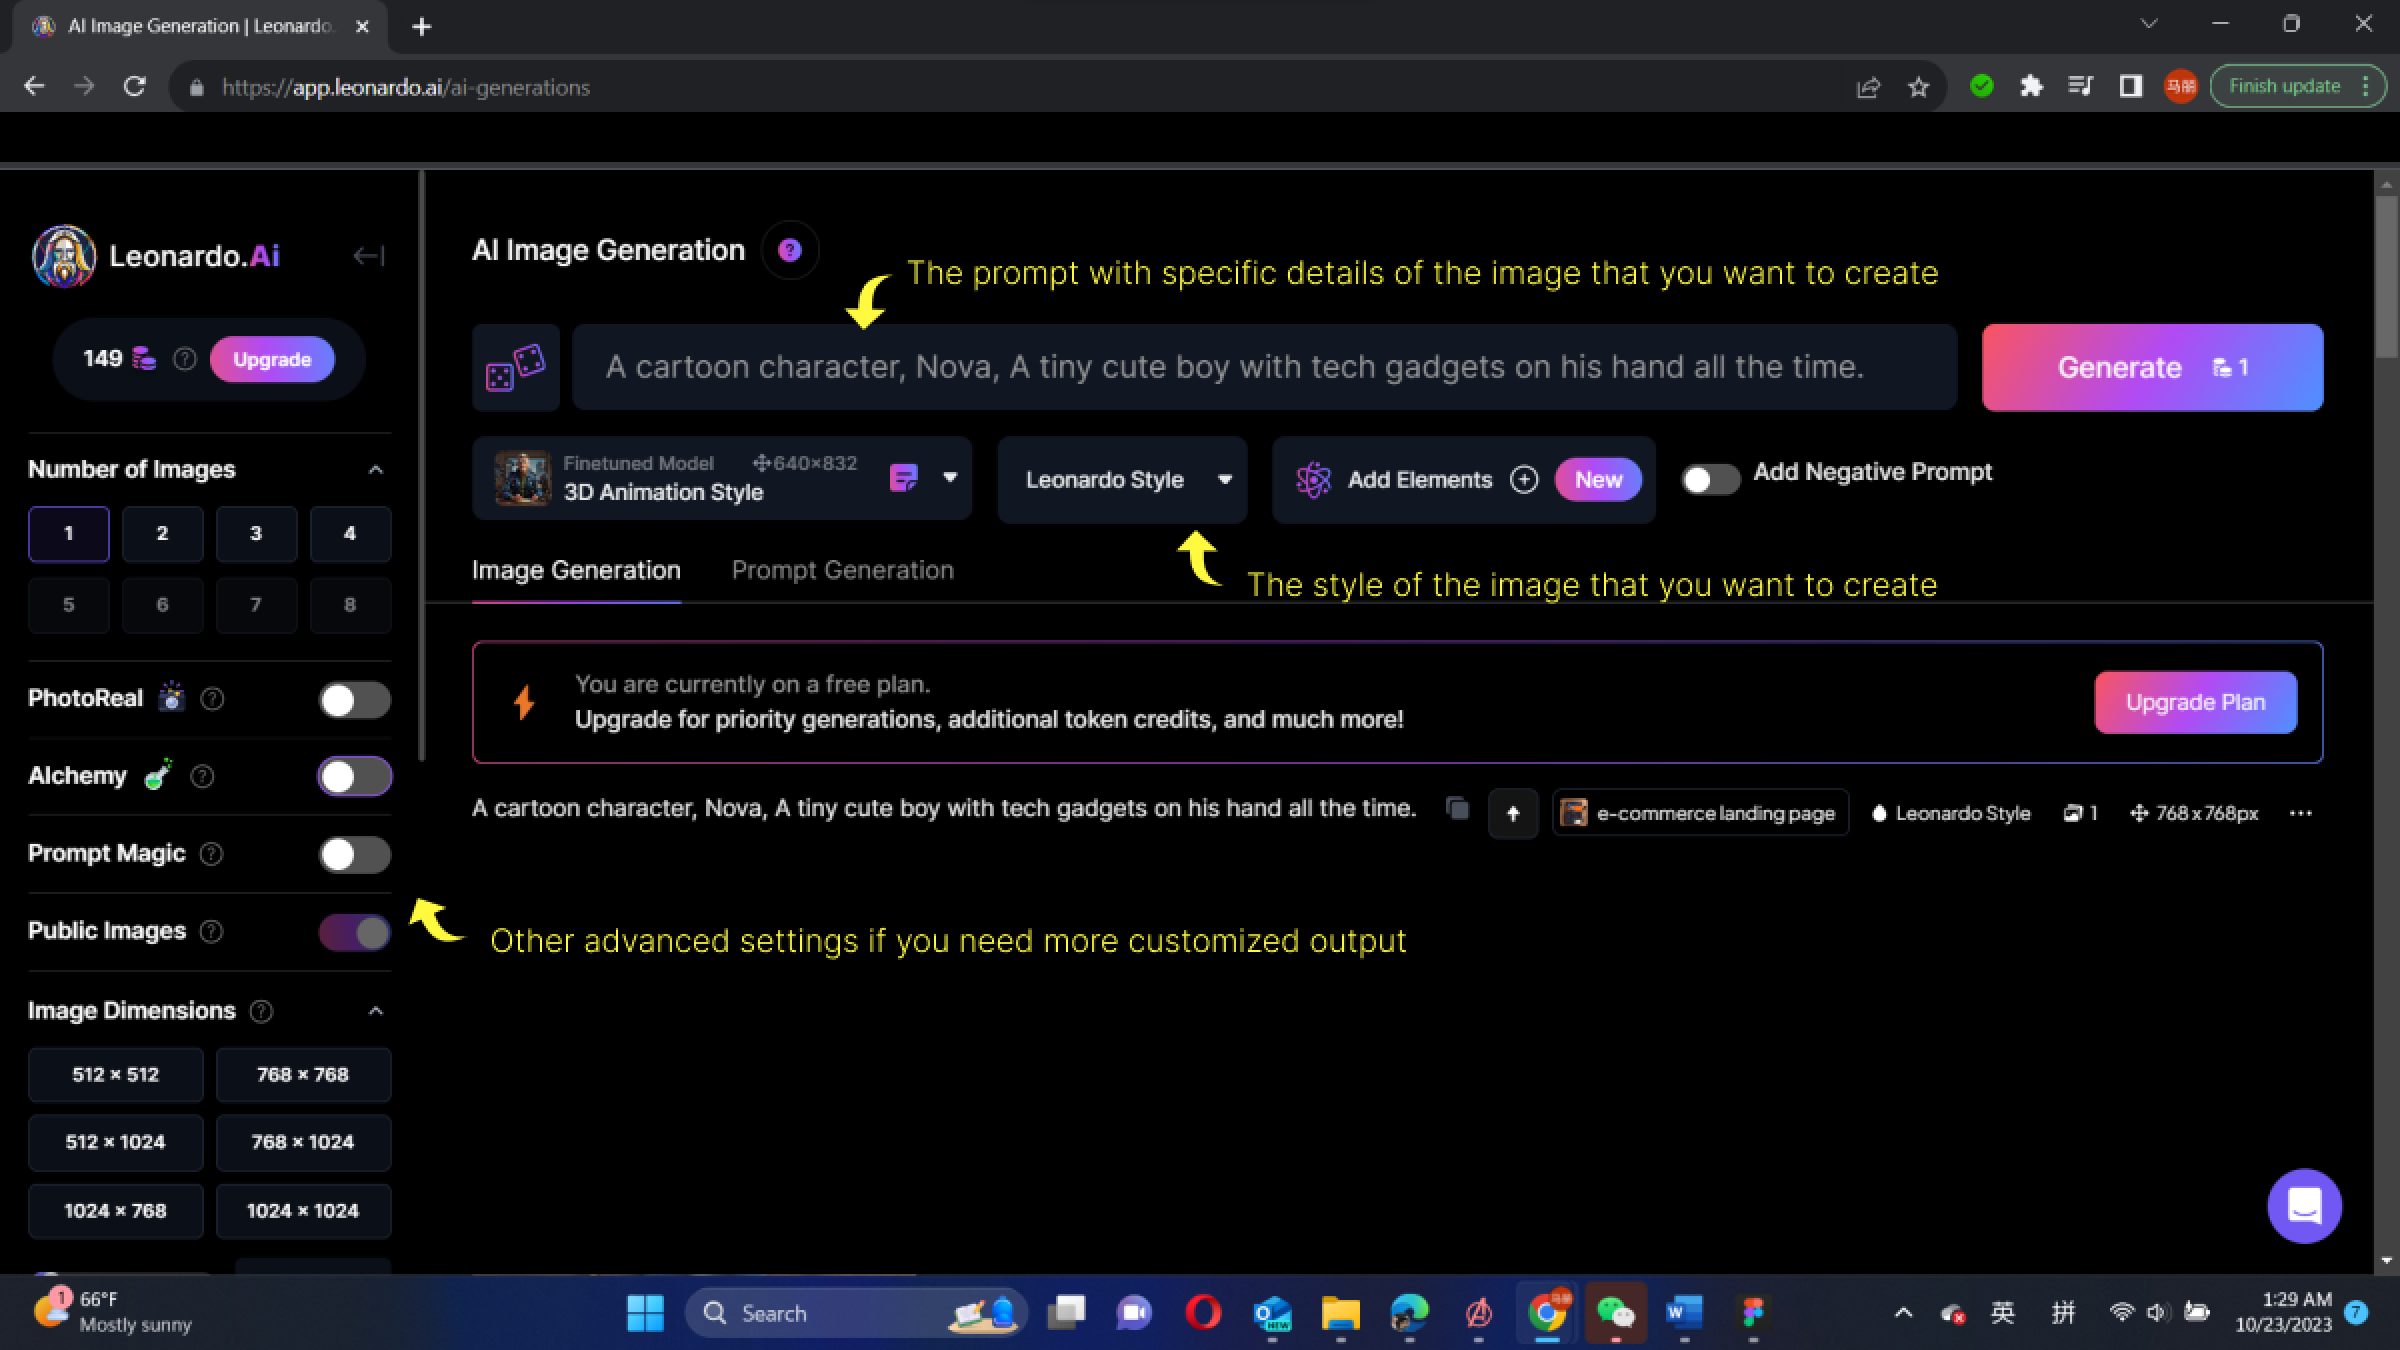 AI Image Generation | Leonardo.
https://app.leonardo.ai/ai-generations
马丽
Finish update
Leonardo.Ai
149
Upgrade
Number of Images
1 2 3 4
5 6 7 8
PhotoReal
Alchemy
Prompt Magic
Public Images
Image Dimensions
512 × 512 768 × 768
512 × 1024 768 × 1024
1024 × 768 1024 × 1024
AI Image Generation ?
The prompt with specific details of the image that you want to create
A cartoon character, Nova, A tiny cute boy with tech gadgets on his hand all the time.
Generate 1
Finetuned Model 640×832
3D Animation Style
Leonardo Style
Add Elements New
Add Negative Prompt
Image Generation Prompt Generation
The style of the image that you want to create
You are currently on a free plan.
Upgrade for priority generations, additional token credits, and much more!
Upgrade Plan
A cartoon character, Nova, A tiny cute boy with tech gadgets on his hand all the time.
e-commerce landing page Leonardo Style 1 768 x 768px ...
Other advanced settings if you need more customized output
1
66°F
Mostly sunny
Search
NEW
英 拼
1:29 AM
10/23/2023
7